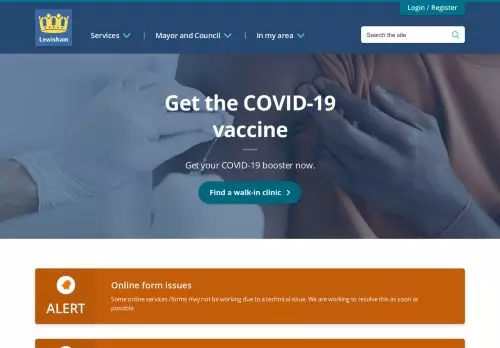 Login / Register
Lewisham
Services
Mayor and Council
In my area
Search the site
Get the COVID-19
vaccine
Get your COVID-19 booster now.
Find a walk-in clinic
Online form issues
ALERT
Some online services /forms may not be working due to a technical issue. We are working to resolve this as soon as
possible.